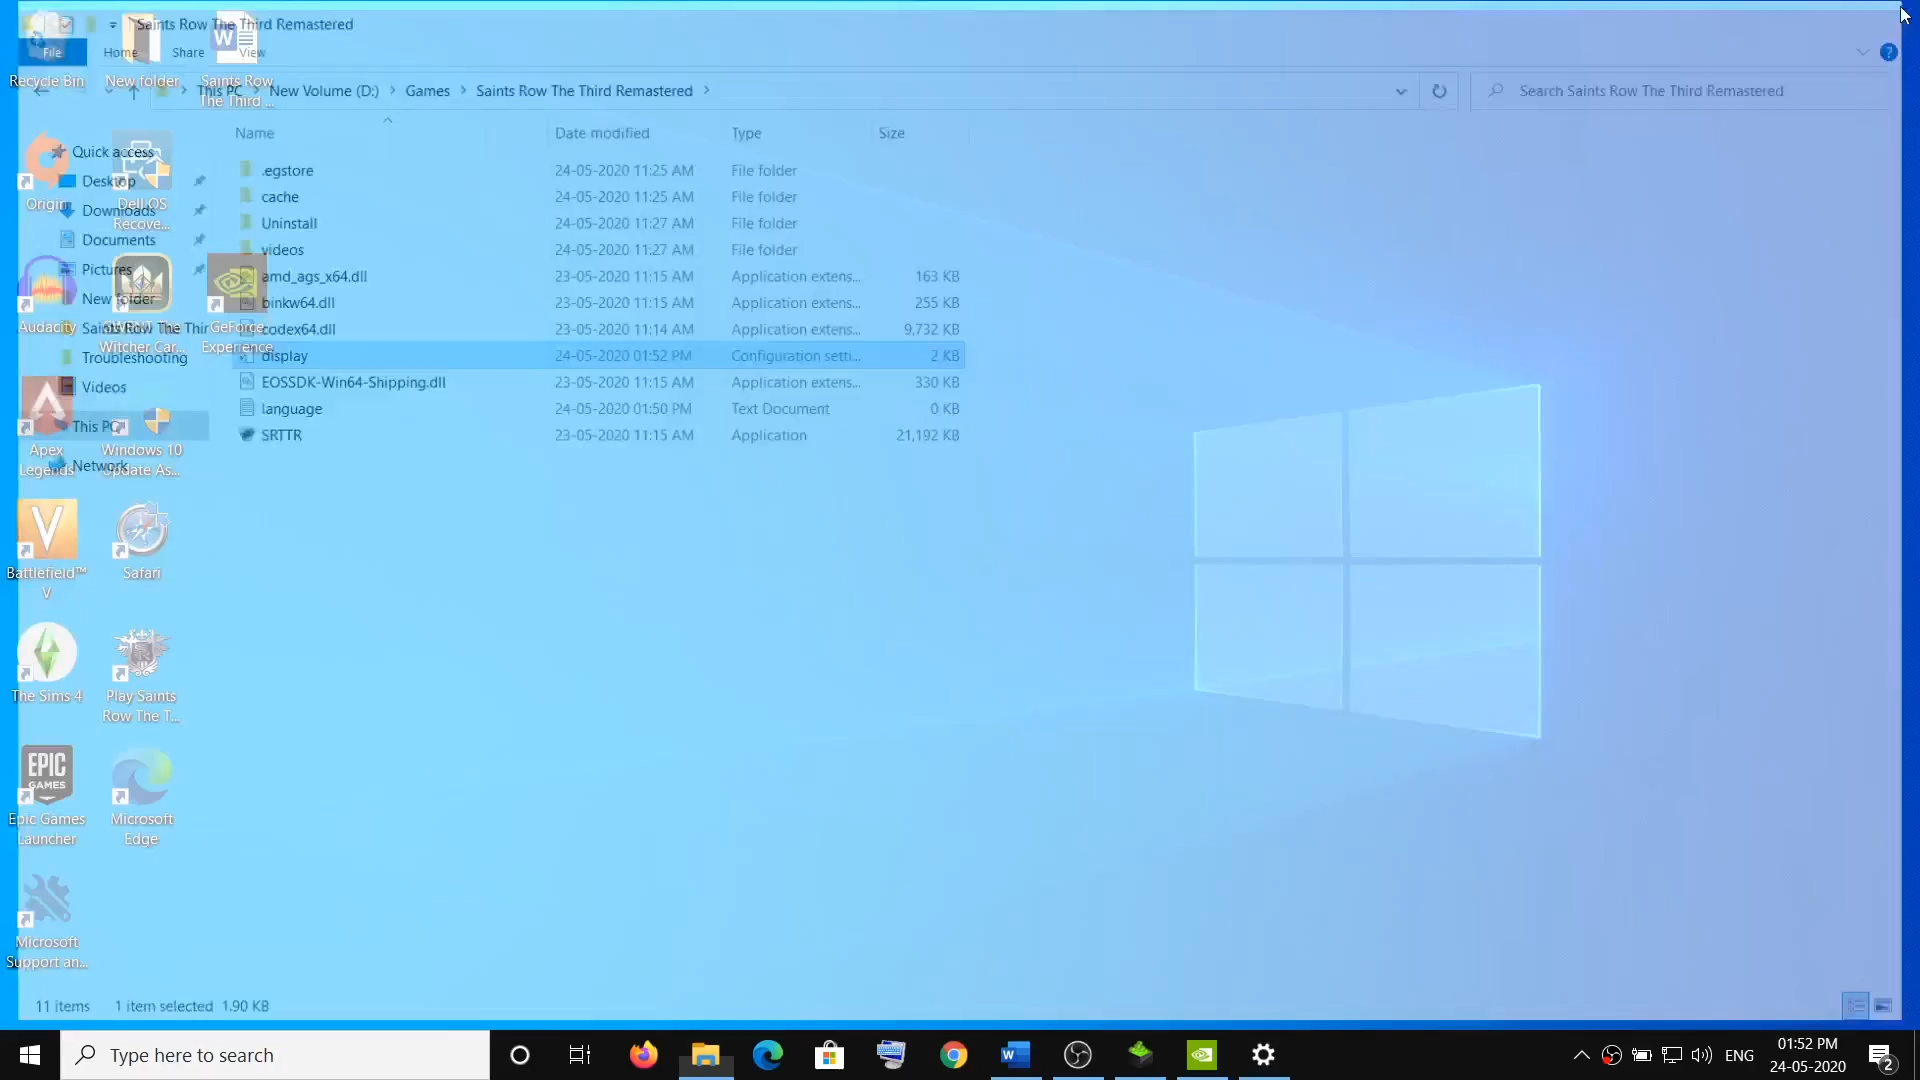 Saints Row The Third Remastered
File
Home
Share
View
This PC
New Volume (D:)
Games
Saints Row The Third Remastered
Search Saints Row The Third Remastered
Name
Date modified
Type
Size
.egstore 24-05-2020 11:25 AM File folder
cache 24-05-2020 11:25 AM File folder
Uninstall 24-05-2020 11:27 AM File folder
videos 24-05-2020 11:27 AM File folder
amd_ags_x64.dll 23-05-2020 11:15 AM Application extens... 163 KB
binkw64.dll 23-05-2020 11:15 AM Application extens... 255 KB
codex64.dll 23-05-2020 11:14 AM Application extens... 9,732 KB
display 24-05-2020 01:52 PM Configuration setti... 2 KB
EOSSDK-Win64-Shipping.dll 23-05-2020 11:15 AM Application extens... 330 KB
language 24-05-2020 01:50 PM Text Document 0 KB
SRTTR 23-05-2020 11:15 AM Application 21,192 KB
Quick access
Desktop
Downloads
Documents
Pictures
New folder
Saints Row The Thir
Troubleshooting
Videos
This PC
Network
Recycle Bin
New folder
Saints Row
The Third ...
Origin
Dell OS
Recove...
Audacity
Witcher Car...
GeForce
Experience
Apex
Legends
Windows 10
Update As...
V
Battlefield™
V
Safari
The Sims 4
Play Saints
Row The T...
EPIC
GAMES
Epic Games
Launcher
Microsoft
Edge
Microsoft
Support an...
11 items
1 item selected 1.90 KB
Type here to search
ENG
01:52 PM
24-05-2020
2